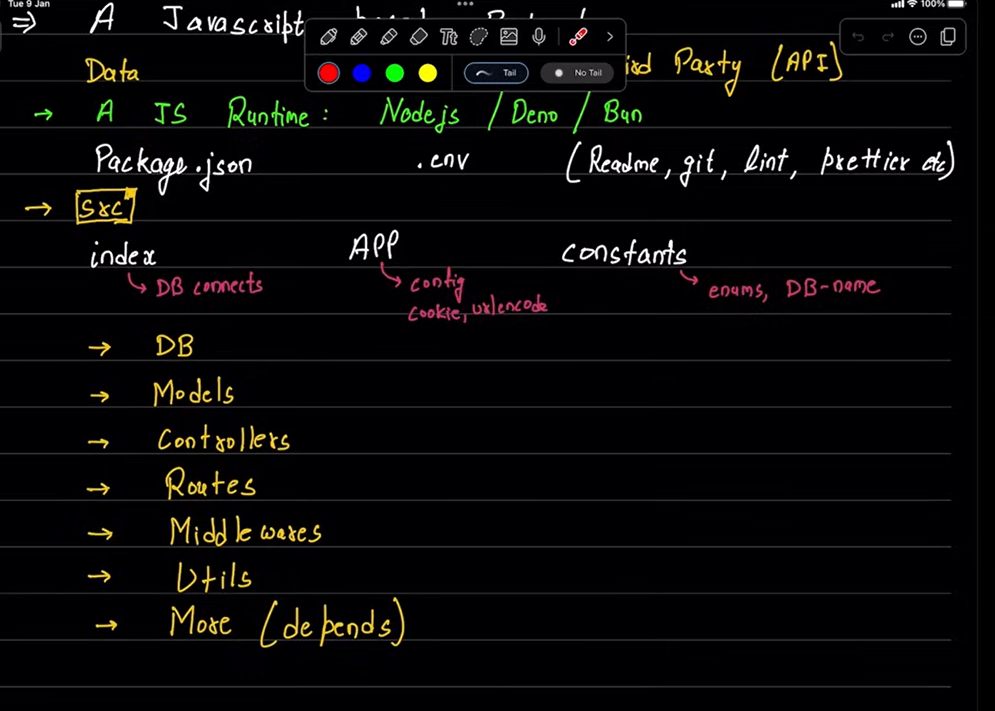 Tue 9 Jan 100%
⇒ A Javascript
Data ird Party (API)
Tt Tail No Tail
→ A JS Runtime: Nodejs / Deno / Bun
Package.json .env (Readme, git, lint, prettier etc)
→ src
index APP constants
↳ DB connects ↳ config ↳ enums, DB-name
cookie, urlencode
→ DB
→ Models
→ Controllers
→ Routes
→ Middlewares
→ Utils
→ More (depends)